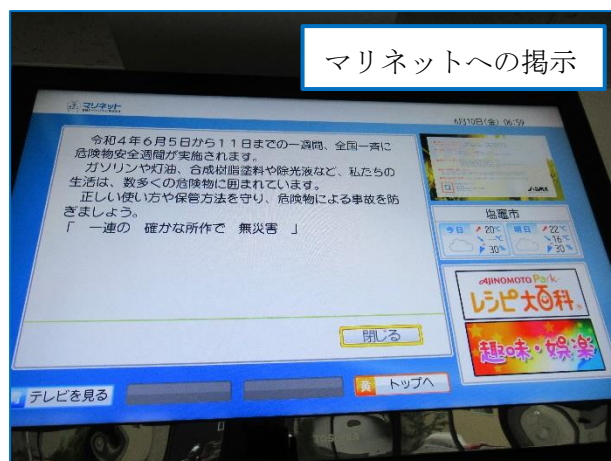 マリネットへの掲示
マリネット
6月10日(金) 06:59
令和4年6月5日から11日までの一週間、全国一斉に
危険物安全週間が実施されます。
ガソリンや灯油、合成樹脂塗料や除光液など、私たちの
生活は、数多くの危険物に囲まれています。
正しい使い方や保管方法を守り、危険物による事故を防
ぎましょう。
「 一連の 確かな所作で 無災害 」
閉じる
塩竈市
今日 20℃ --℃ 30%
明日 22℃ 16℃ 30%
AJINOMOTO Park
レシピ大百科
趣味・娯楽
テレビを見る
黄 トップへ
TOSHIBA